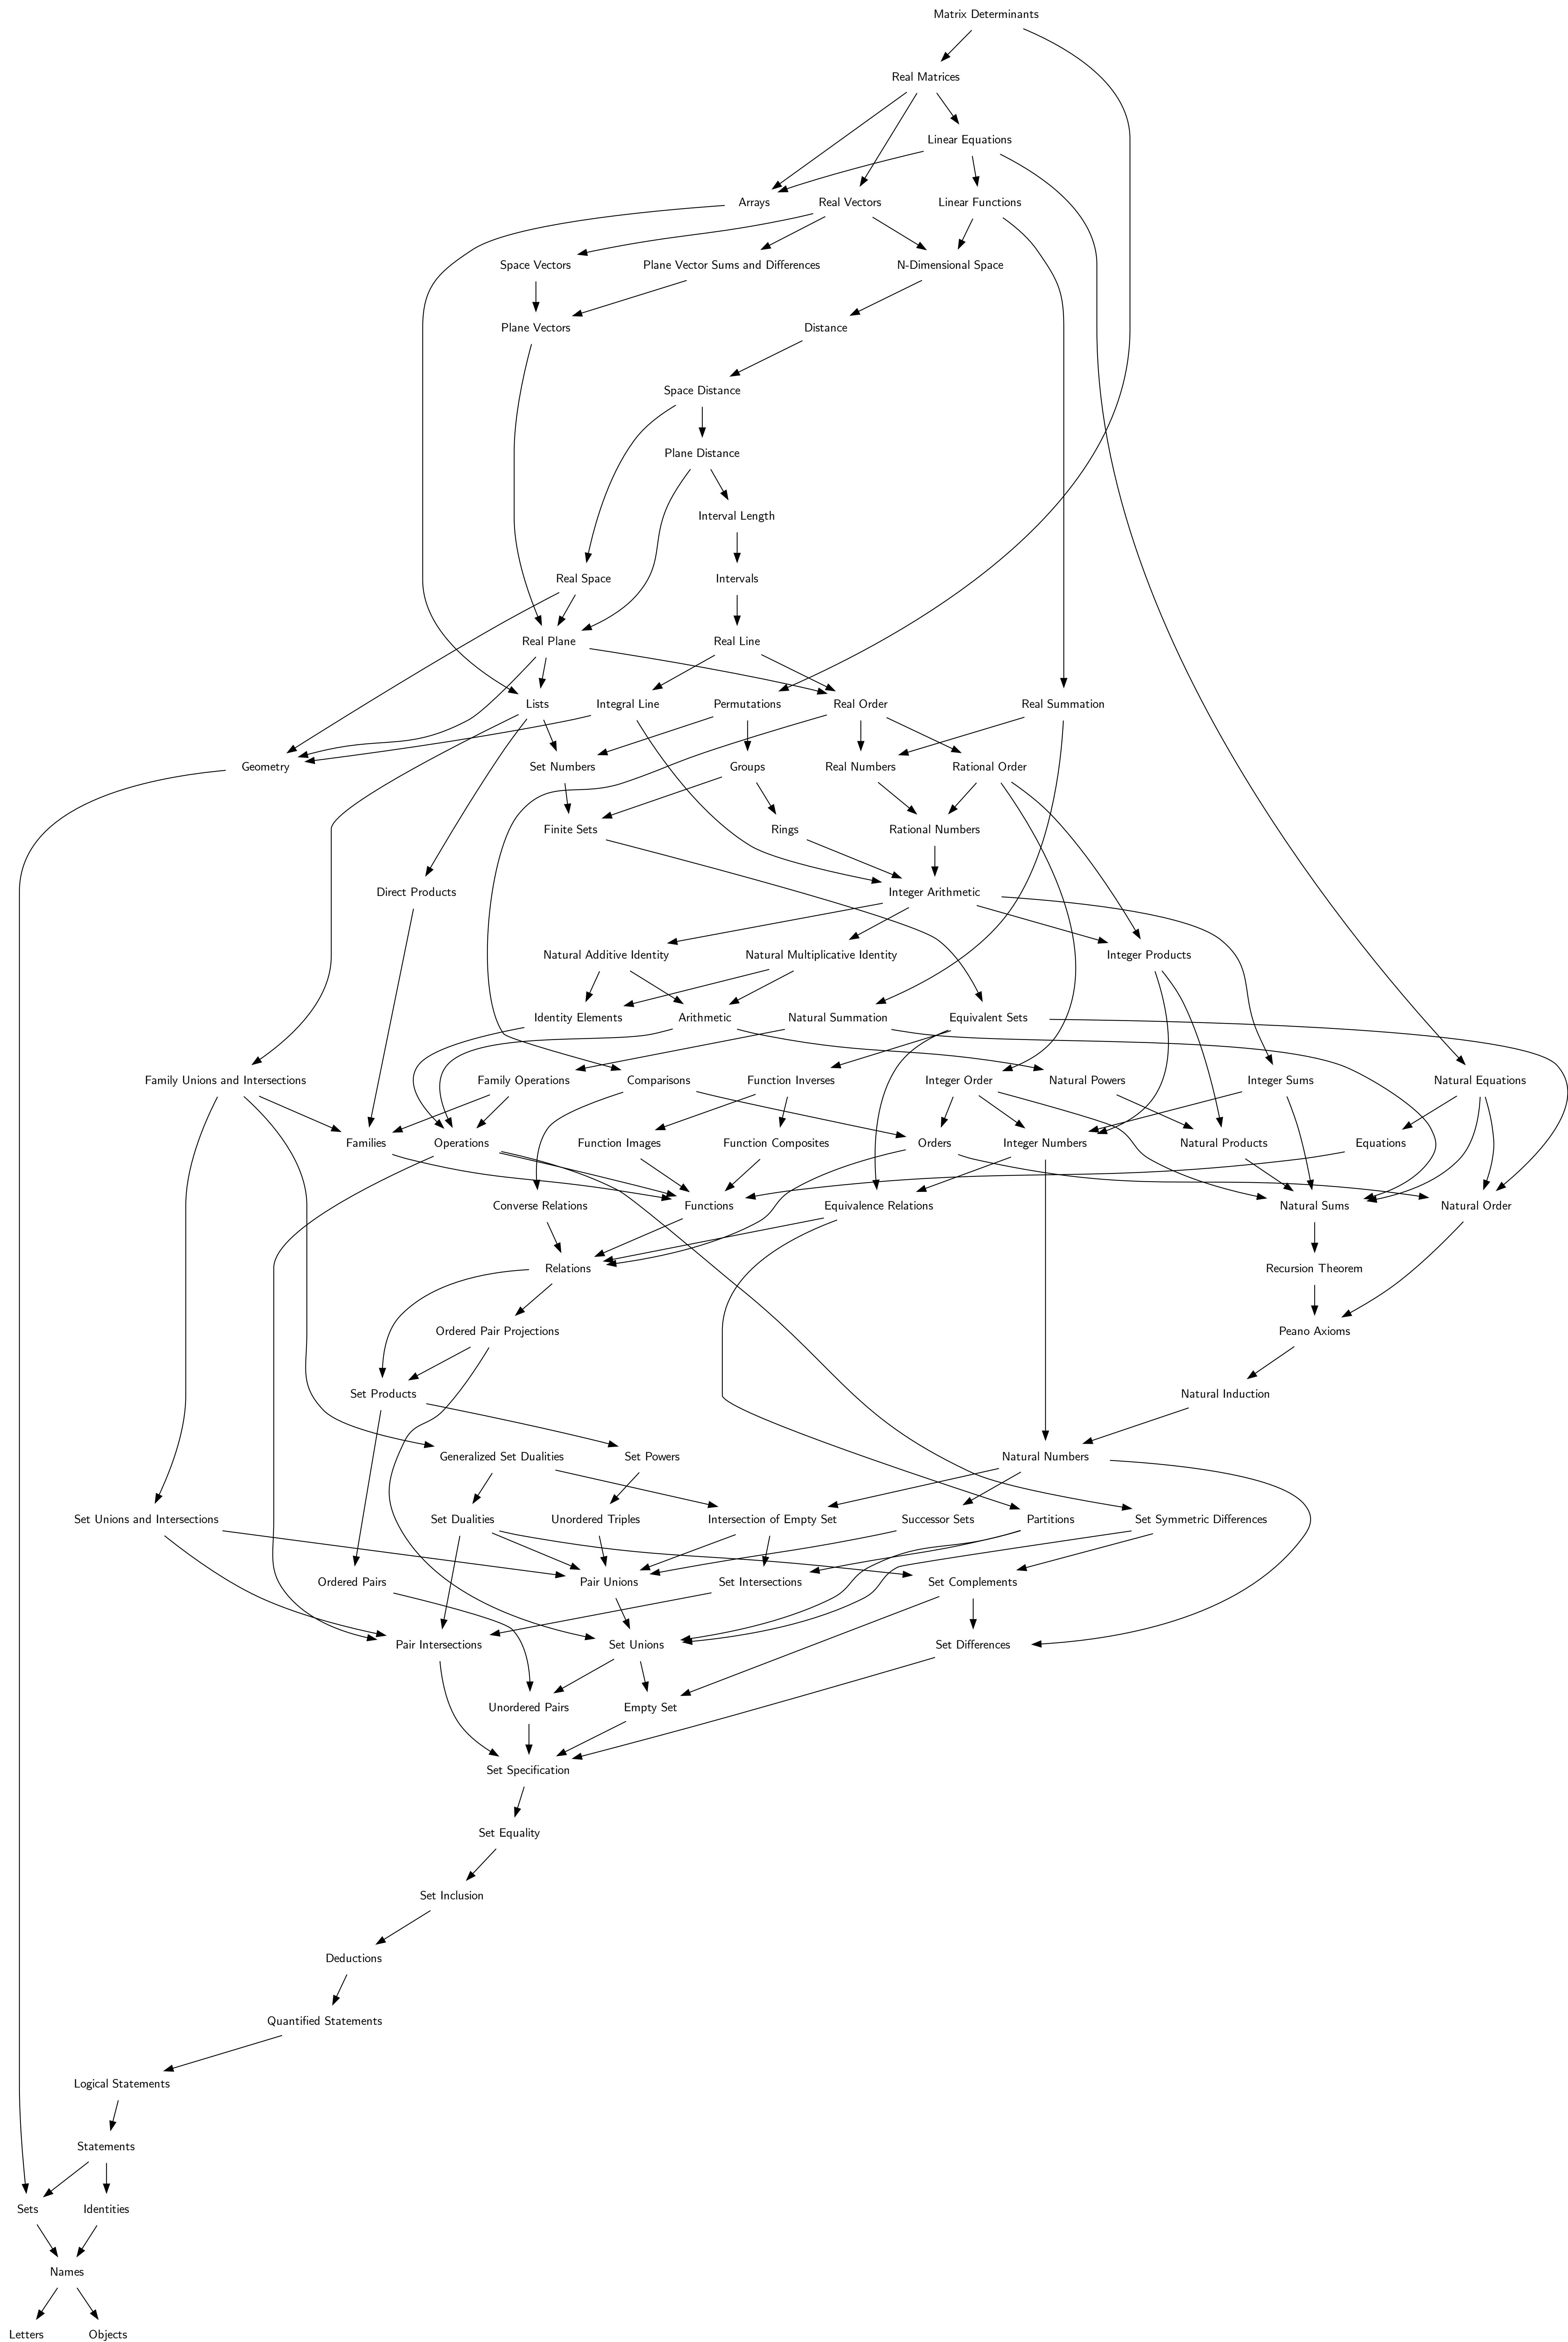 Matrix Determinants
Real Matrices
Linear Equations
Arrays
Real Vectors
Linear Functions
Space Vectors
Plane Vector Sums and Differences
N-Dimensional Space
Plane Vectors
Distance
Space Distance
Plane Distance
Interval Length
Real Space
Intervals
Real Plane
Real Line
Lists
Integral Line
Permutations
Real Order
Real Summation
Geometry
Set Numbers
Groups
Real Numbers
Rational Order
Finite Sets
Rings
Rational Numbers
Direct Products
Integer Arithmetic
Natural Additive Identity
Natural Multiplicative Identity
Integer Products
Identity Elements
Arithmetic
Natural Summation
Equivalent Sets
Family Unions and Intersections
Family Operations
Comparisons
Function Inverses
Integer Order
Natural Powers
Integer Sums
Natural Equations
Families
Operations
Function Images
Function Composites
Orders
Integer Numbers
Natural Products
Equations
Converse Relations
Functions
Equivalence Relations
Natural Sums
Natural Order
Relations
Recursion Theorem
Ordered Pair Projections
Peano Axioms
Set Products
Natural Induction
Generalized Set Dualities
Set Powers
Natural Numbers
Set Unions and Intersections
Set Dualities
Unordered Triples
Intersection of Empty Set
Successor Sets
Partitions
Set Symmetric Differences
Ordered Pairs
Pair Unions
Set Intersections
Set Complements
Pair Intersections
Set Unions
Set Differences
Unordered Pairs
Empty Set
Set Specification
Set Equality
Set Inclusion
Deductions
Quantified Statements
Logical Statements
Statements
Sets
Identities
Names
Letters
Objects